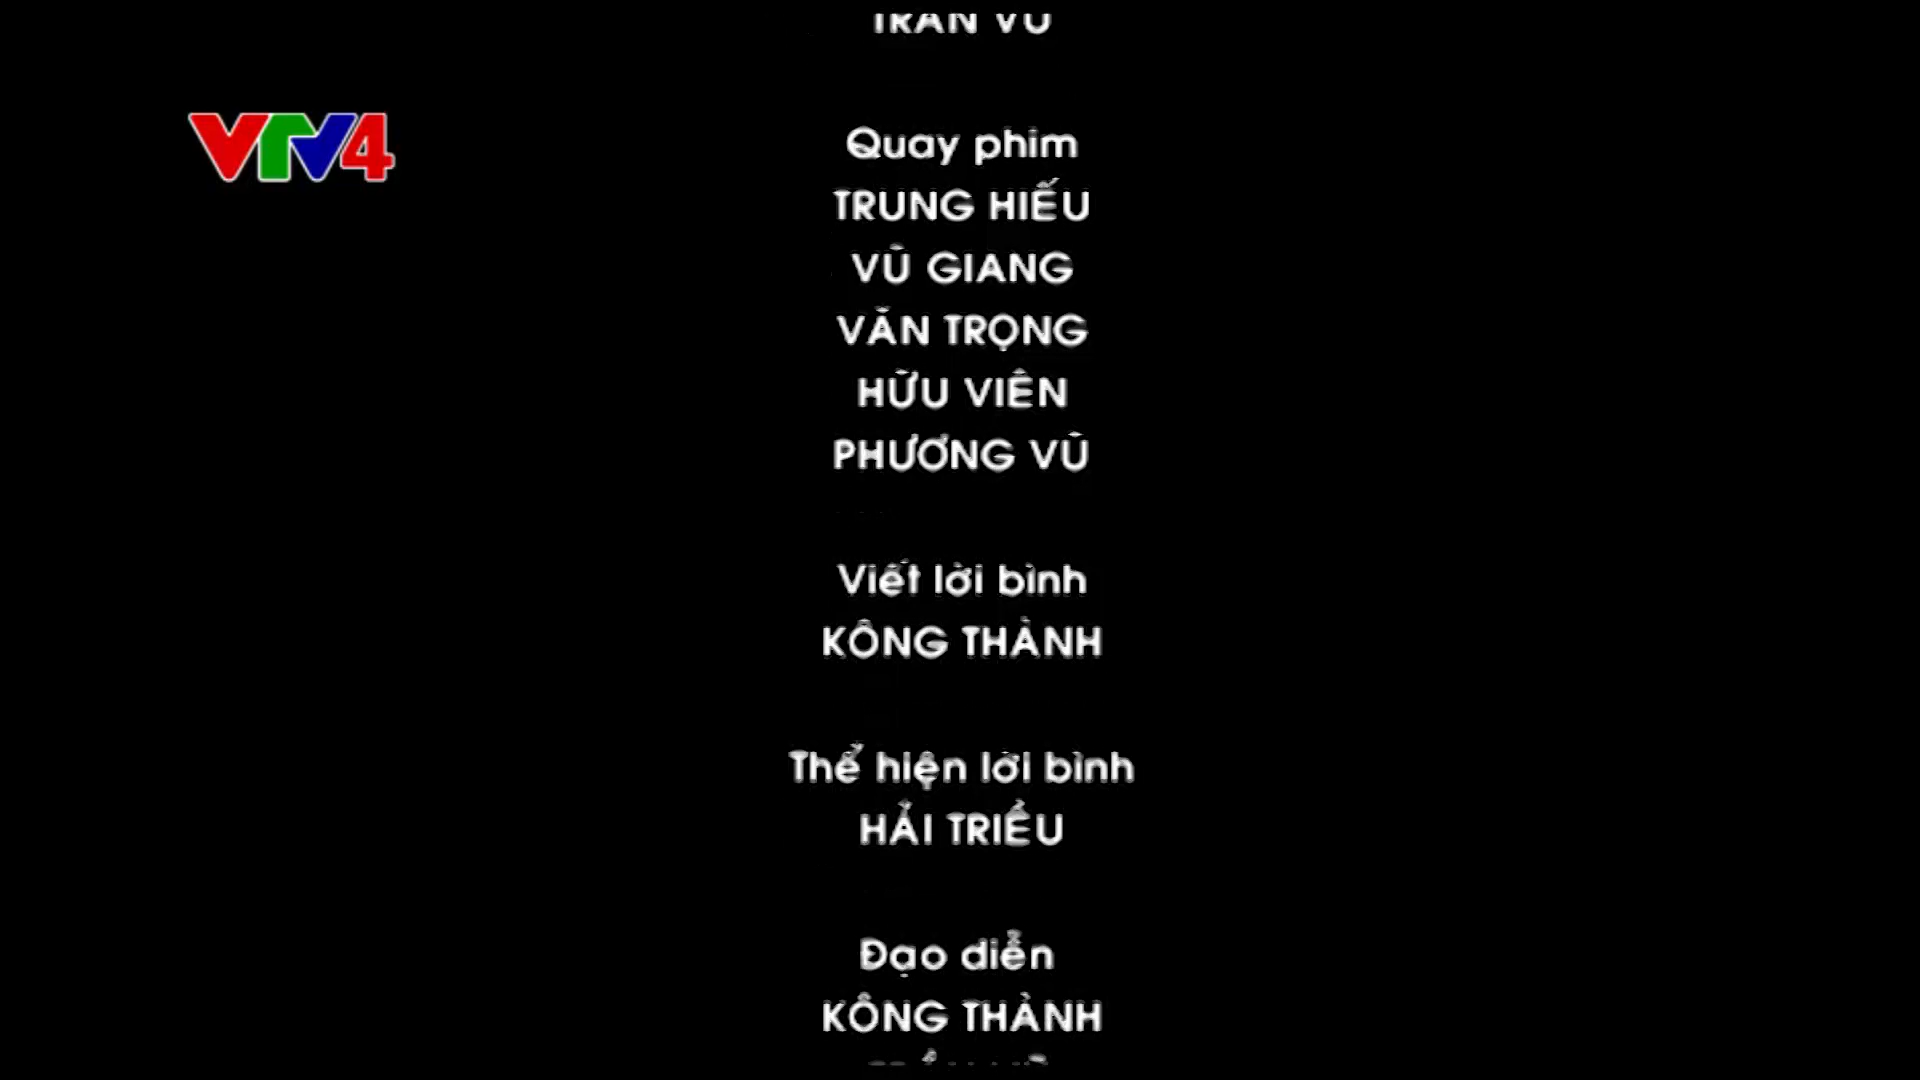 VTV4
Quay phim
TRUNG HIẾU
VŨ GIANG
VĂN TRỌNG
HỮU VIÊN
PHƯƠNG VŨ
Viết lời bình
KÔNG THÀNH
Thể hiện lời bình
HẢI TRIỀU
Đạo diễn
KÔNG THÀNH